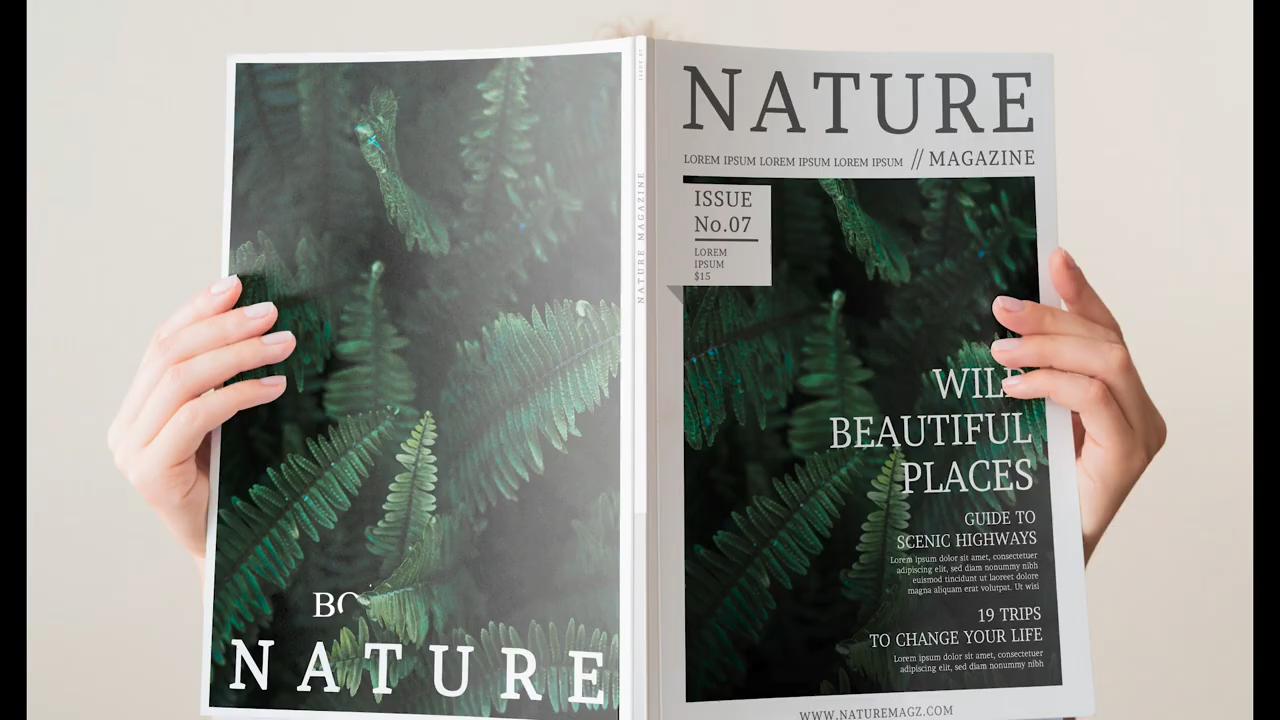 BO
NATURE
NATURE MAGAZINE
NATURE
LOREM IPSUM LOREM IPSUM LOREM IPSUM // MAGAZINE
ISSUE
No.07
LOREM
IPSUM
$15
WILD
BEAUTIFUL
PLACES
GUIDE TO
SCENIC HIGHWAYS
Lorem ipsum dolor sit amet, consectetuer
adipiscing elit, sed diam nonummy nibh
euismod tincidunt ut laoreet dolore
magna aliquam erat volutpat. Ut wisi
19 TRIPS
TO CHANGE YOUR LIFE
Lorem ipsum dolor sit amet, consectetuer
adipiscing elit, sed diam nonummy nibh
WWW.NATUREMAGZ.COM